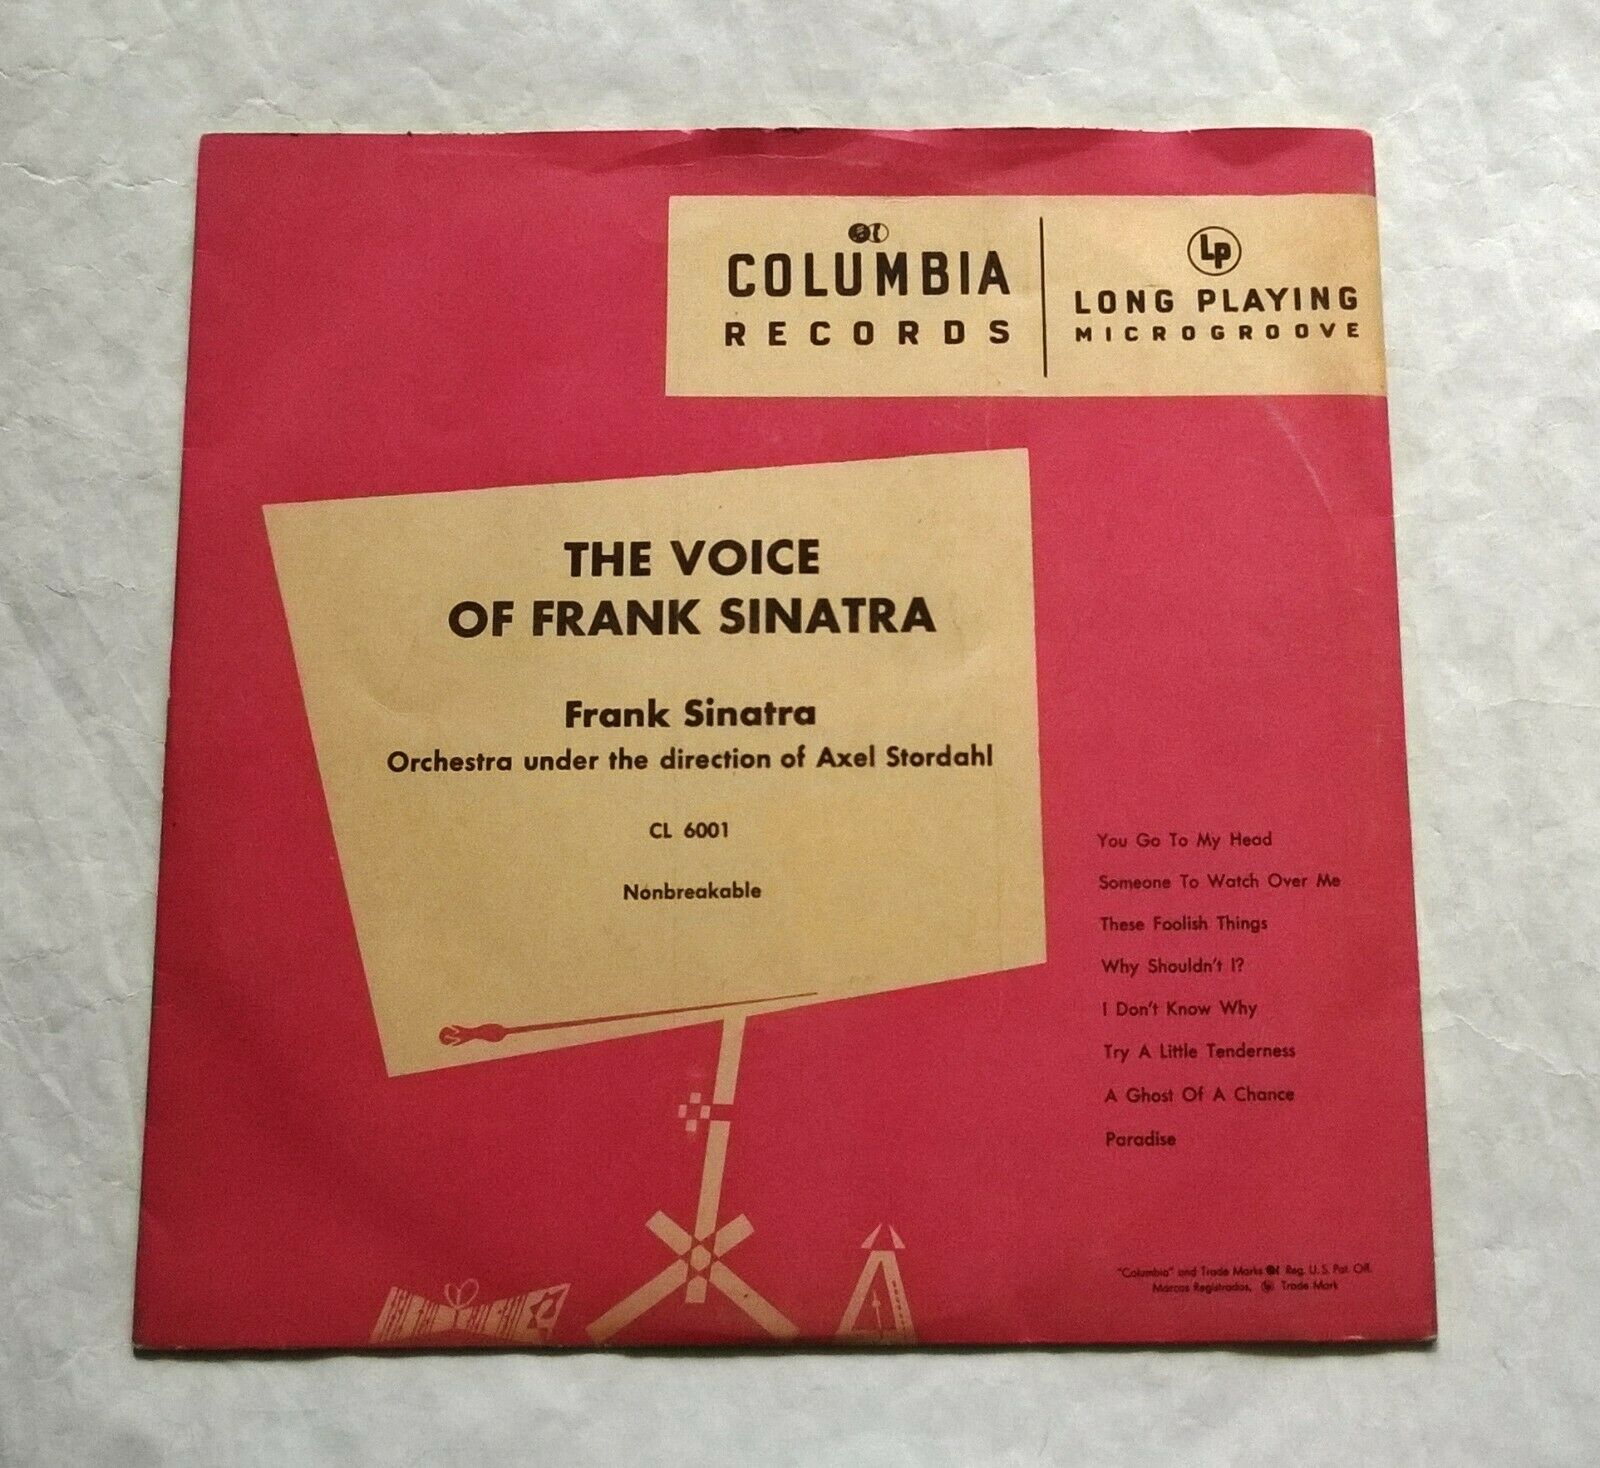 COLUMBIA
RECORDS
Lp
LONG PLAYING
MICROGROOVE
THE VOICE
OF FRANK SINATRA
Frank Sinatra
Orchestra under the direction of Axel Stordahl
CL 6001
Nonbreakable
You Go To My Head
Someone To Watch Over Me
These Foolish Things
Why Shouldn't I?
I Don't Know Why
Try A Little Tenderness
A Ghost Of A Chance
Paradise
"Columbia" and Trade Marks Reg. U. S. Pat. Off.
Marcas Registradas, Lp Trade Mark